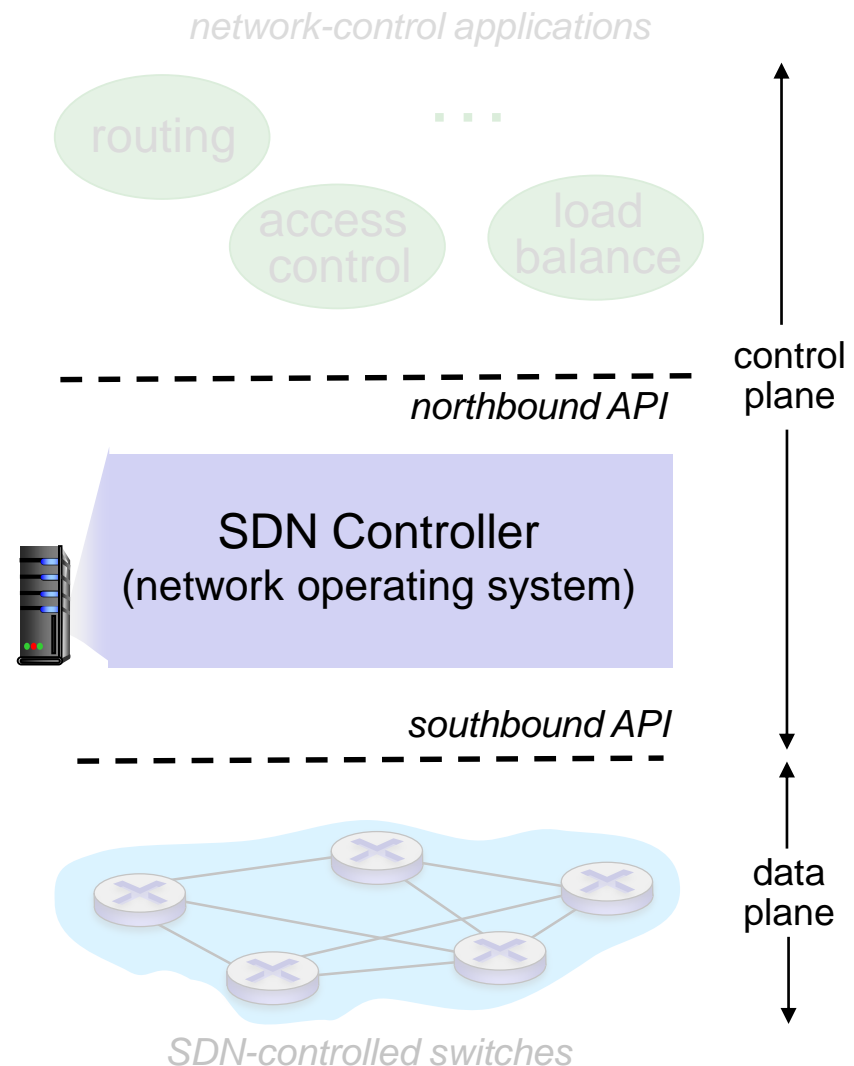 network-control applications
routing
. . .
access
control
load
balance
control
plane
northbound API
SDN Controller
(network operating system)
southbound API
data
plane
SDN-controlled switches